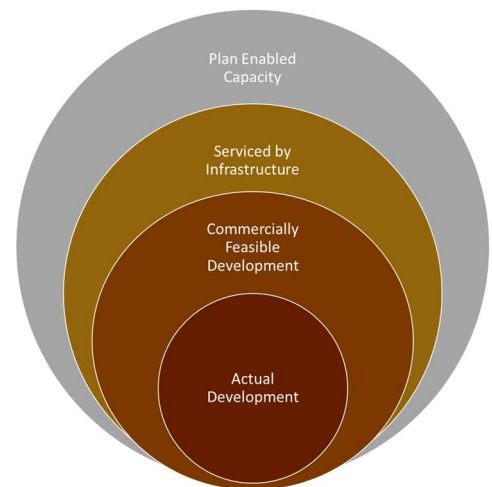 Plan Enabled
Capacity
Serviced by
Infrastructure
Commercially
Feasible
Development
Actual
Development